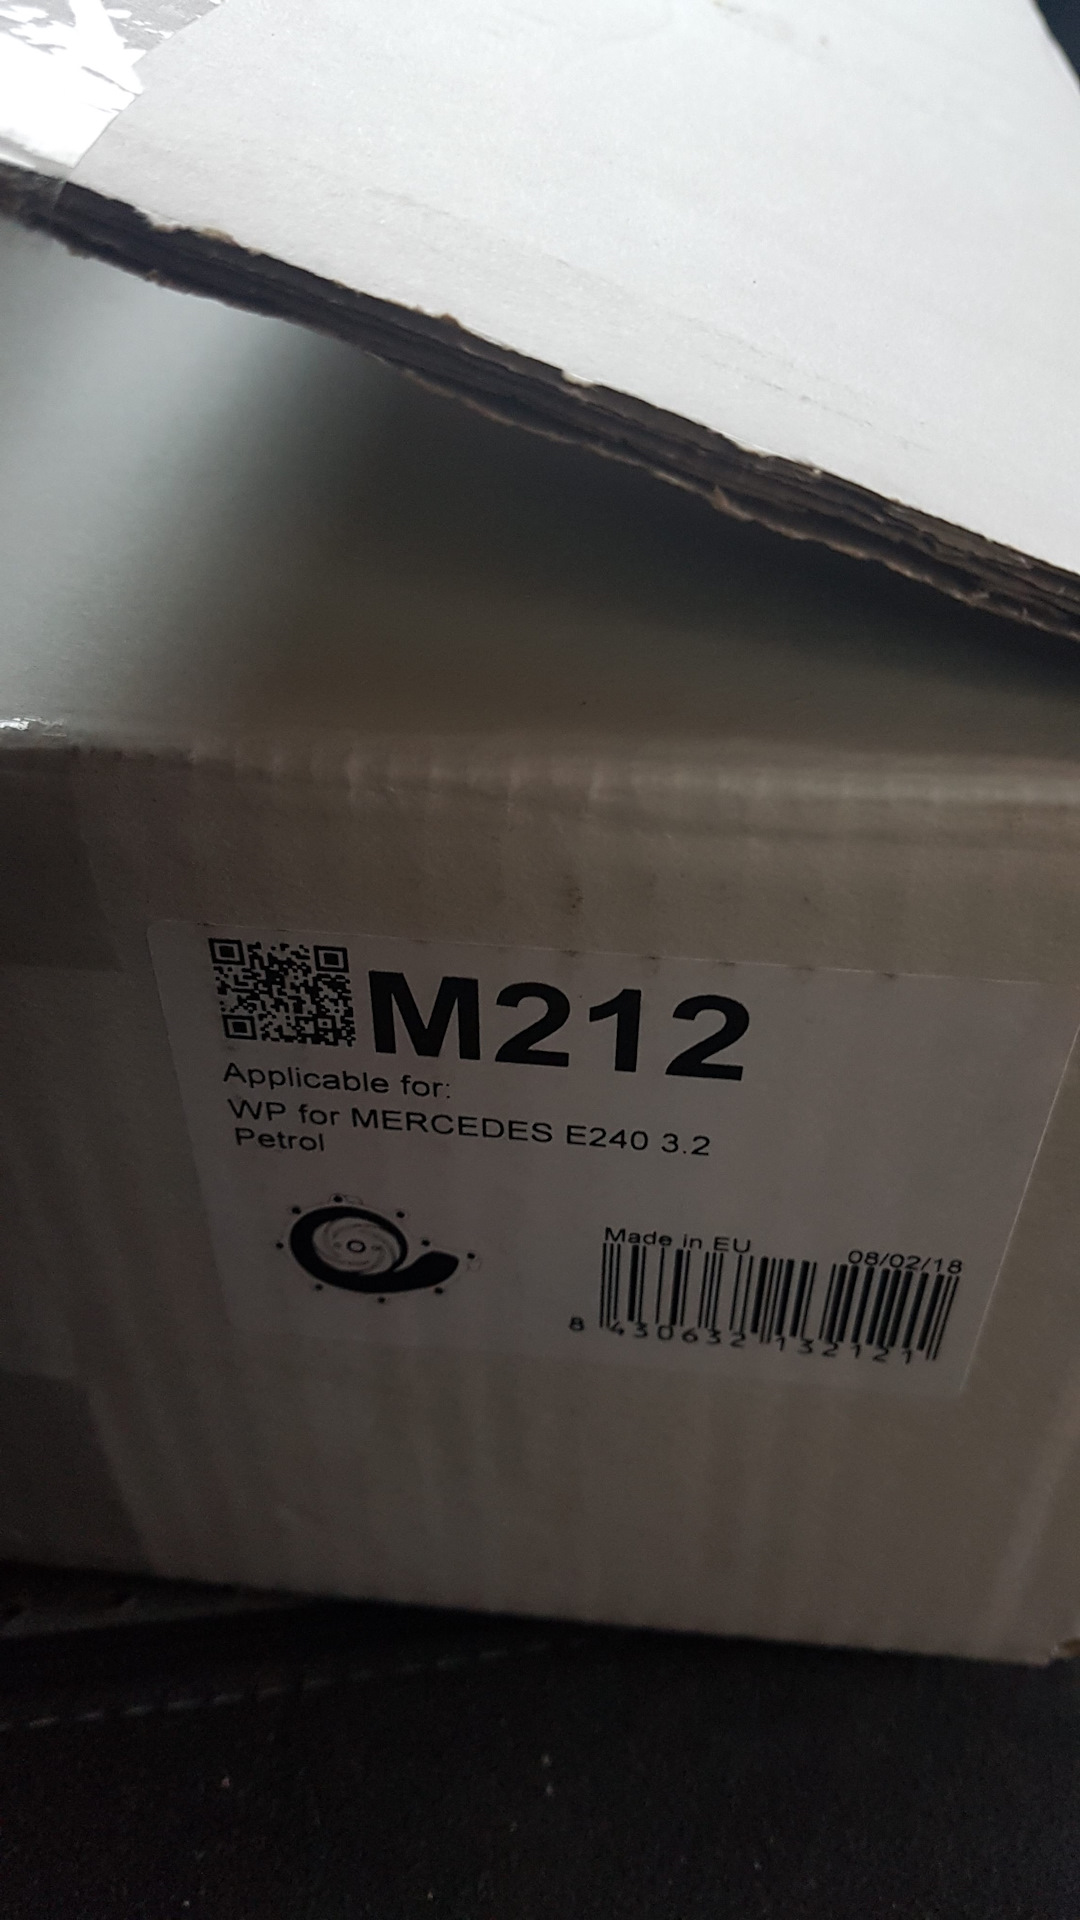 M212
Applicable for:
WP for MERCEDES E240 3.2
Petrol
Made in EU
08/02/18
8 430632 132121